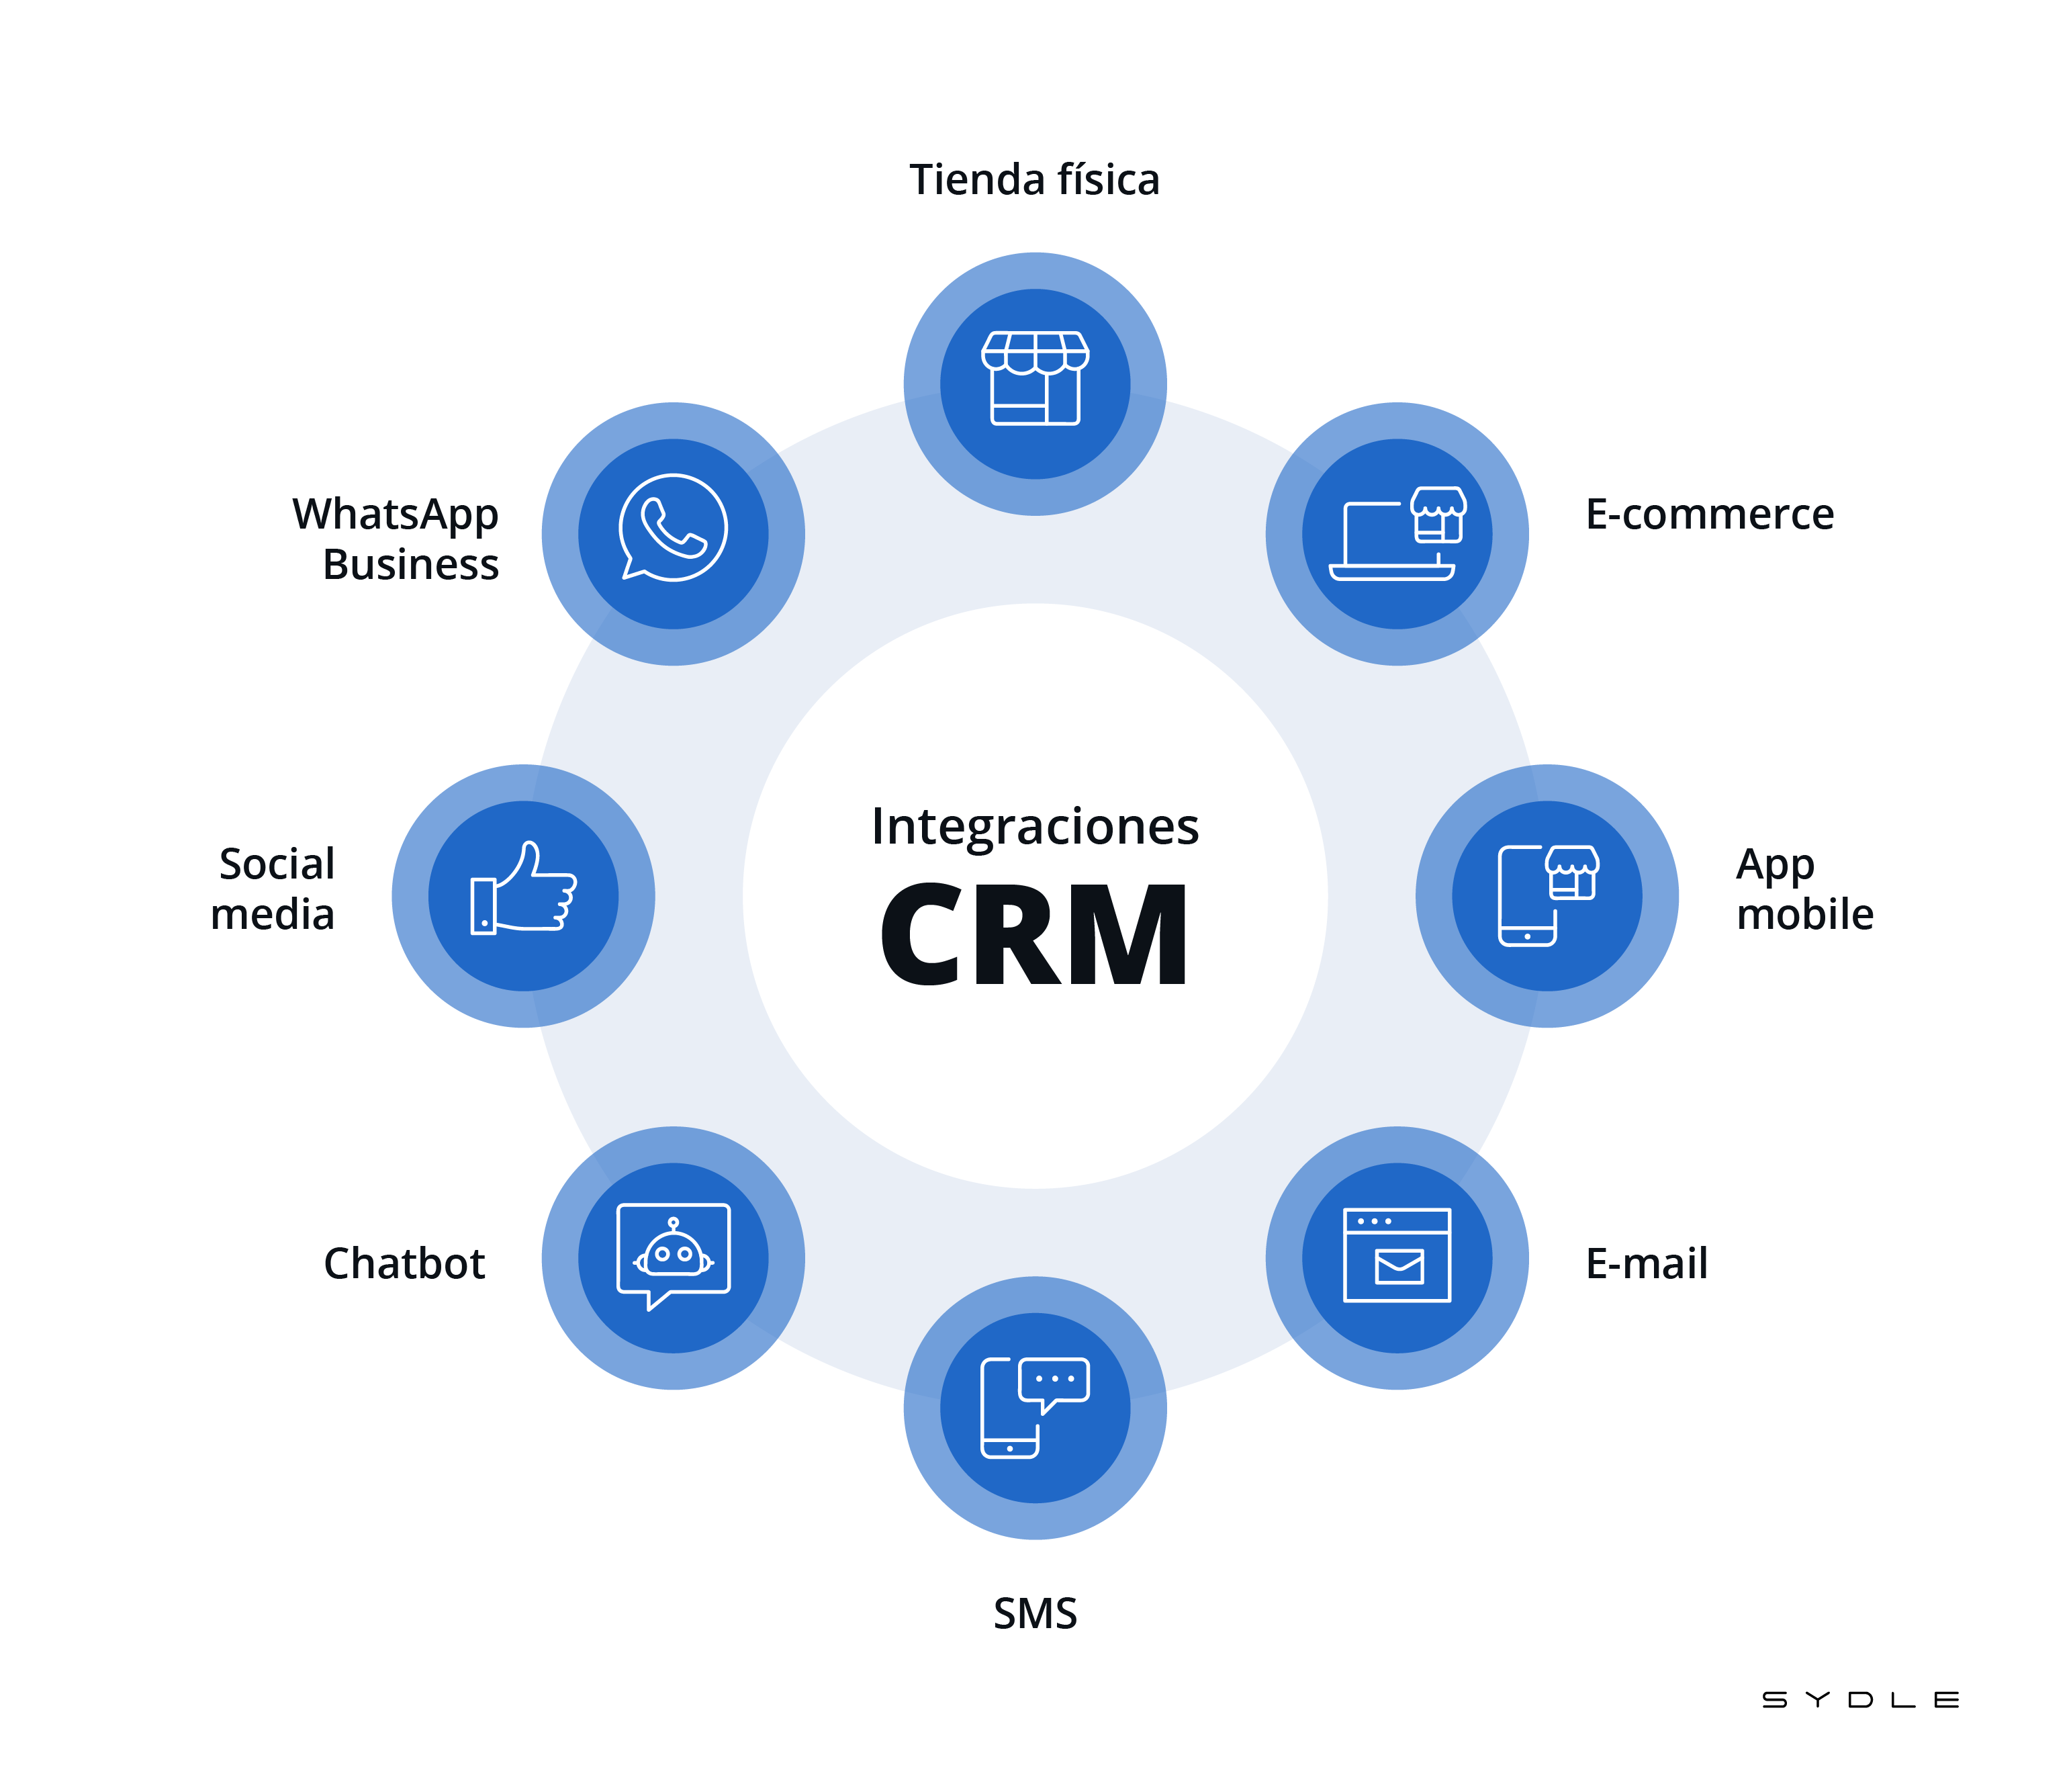 Tienda física
WhatsApp
Business
E-commerce
Social
media
Integraciones
CRM
App
mobile
Chatbot
E-mail
SMS
SYDLE